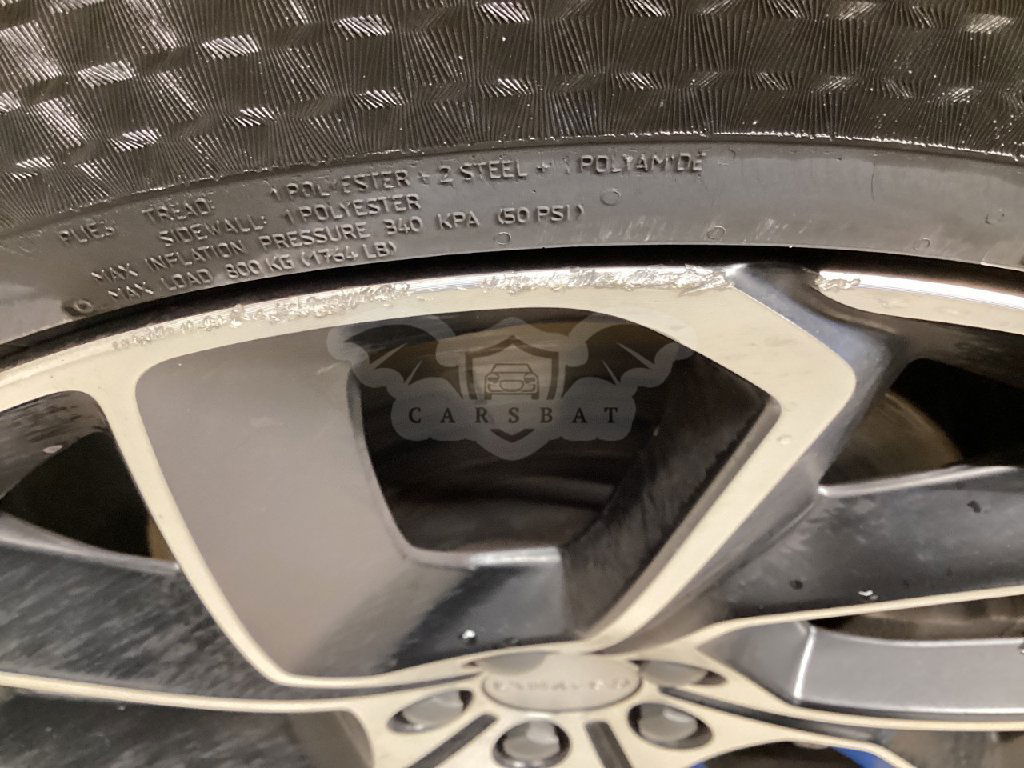 PLIES: TREAD: 1 POLYESTER + 2 STEEL + 1 POLYAMIDE
SIDEWALL: 1 POLYESTER
MAX. INFLATION PRESSURE 340 KPA (50 PSI)
MAX. LOAD 800 KG (1764 LB)
CARSBAT